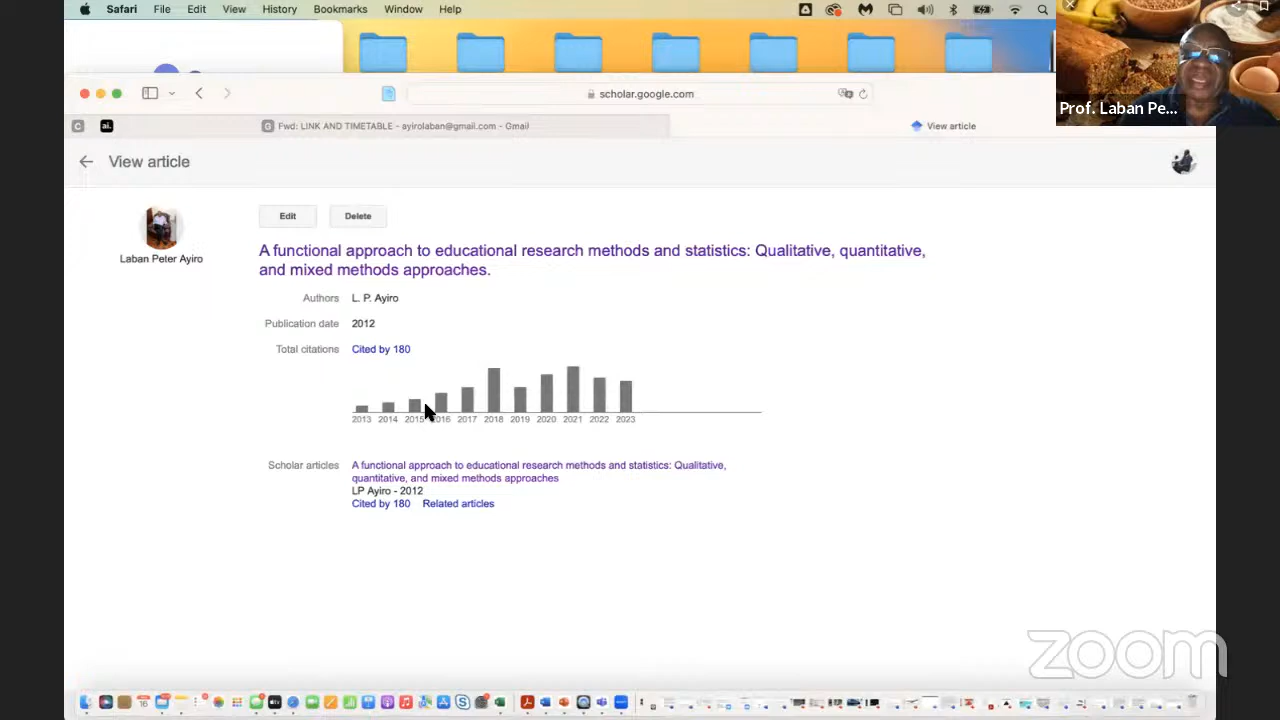 Safari File Edit View History Bookmarks Window Help
scholar.google.com
Prof. Laban Pe...
C ai. G Fwd: LINK AND TIMETABLE - ayirolaban@gmail.com - Gmail View article
View article
Edit Delete
Laban Peter Ayiro
A functional approach to educational research methods and statistics: Qualitative, quantitative,
and mixed methods approaches.
Authors L. P. Ayiro
Publication date 2012
Total citations Cited by 180
2013 2014 2015 2016 2017 2018 2019 2020 2021 2022 2023
Scholar articles A functional approach to educational research methods and statistics: Qualitative,
quantitative, and mixed methods approaches
LP Ayiro - 2012
Cited by 180 Related articles
zoom